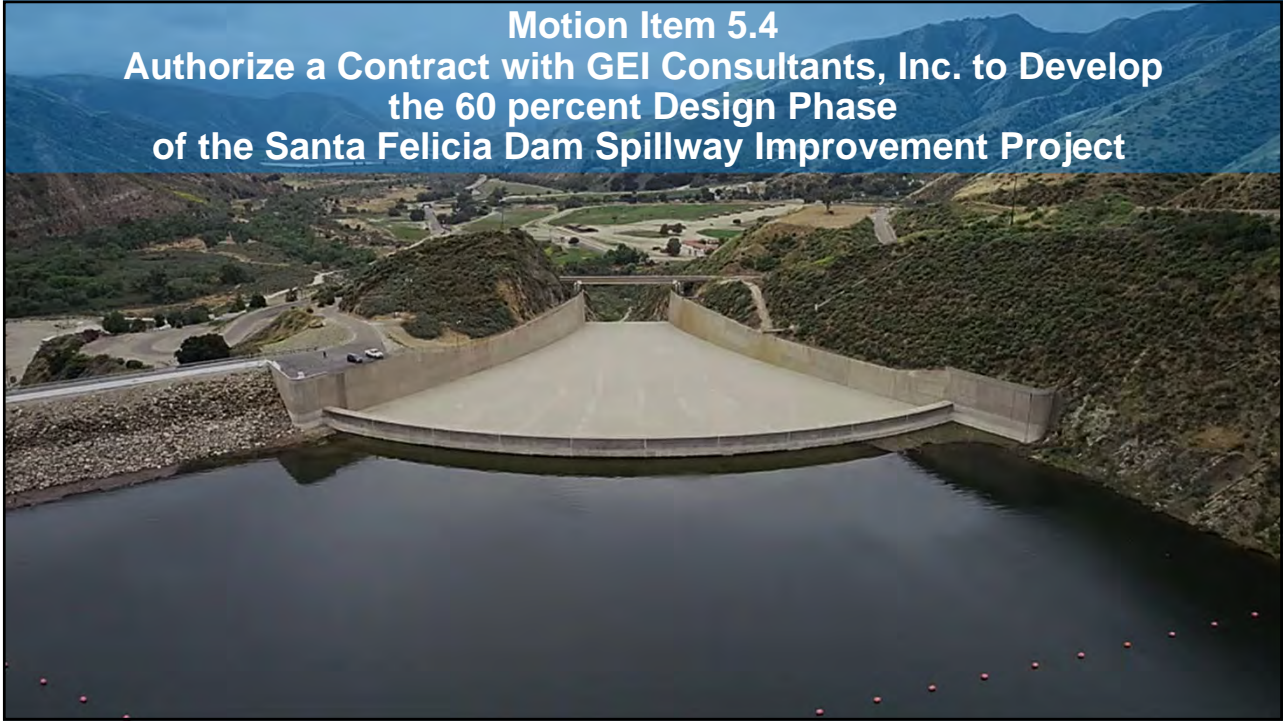 Motion Item 5.4
Authorize a Contract with GEI Consultants, Inc. to Develop
the 60 percent Design Phase
of the Santa Felicia Dam Spillway Improvement Project